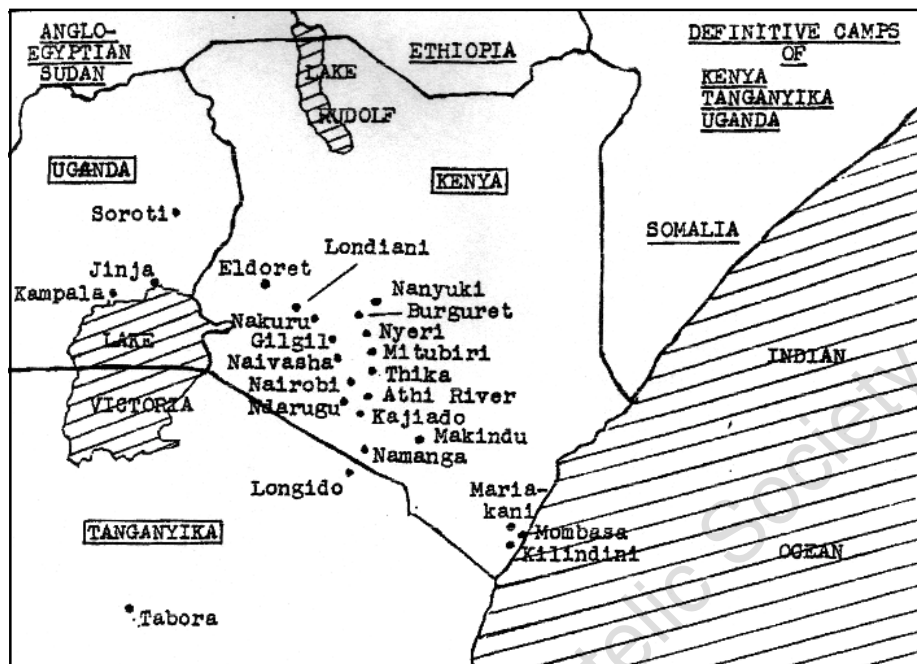 ANGLO-
EGYPTIAN
SUDAN
ETHIOPIA
DEFINITIVE CAMPS
OF
KENYA
TANGANYIKA
UGANDA
LAKE
RUDOLF
UGANDA
KENYA
Soroti
SOMALIA
Londiani
Jinja
Eldoret
Kampala
Nanyuki
Burguret
Nakuru
Nyeri
LAKE
Gilgil
Mitubiri
INDIAN
Naivasha
Thika
Nairobi
Athi River
VICTORIA
Ndarugu
Kajiado
Makindu
Namanga
Longido
Maria-
kani
TANGANYIKA
Mombasa
Kilindini
OCEAN
Tabora
telic Society